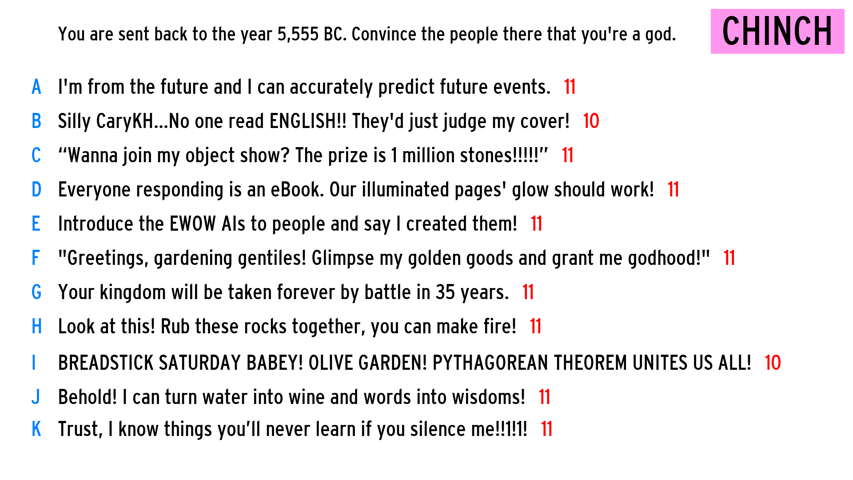 You are sent back to the year 5,555 BC. Convince the people there that you're a god.
CHINCH
A I'm from the future and I can accurately predict future events. 11
B Silly CaryKH...No one read ENGLISH!! They'd just judge my cover! 10
C “Wanna join my object show? The prize is 1 million stones!!!!!” 11
D Everyone responding is an eBook. Our illuminated pages' glow should work! 11
E Introduce the EWOW AIs to people and say I created them! 11
F "Greetings, gardening gentiles! Glimpse my golden goods and grant me godhood!" 11
G Your kingdom will be taken forever by battle in 35 years. 11
H Look at this! Rub these rocks together, you can make fire! 11
I BREADSTICK SATURDAY BABEY! OLIVE GARDEN! PYTHAGOREAN THEOREM UNITES US ALL! 10
J Behold! I can turn water into wine and words into wisdoms! 11
K Trust, I know things you’ll never learn if you silence me!!1!1! 11